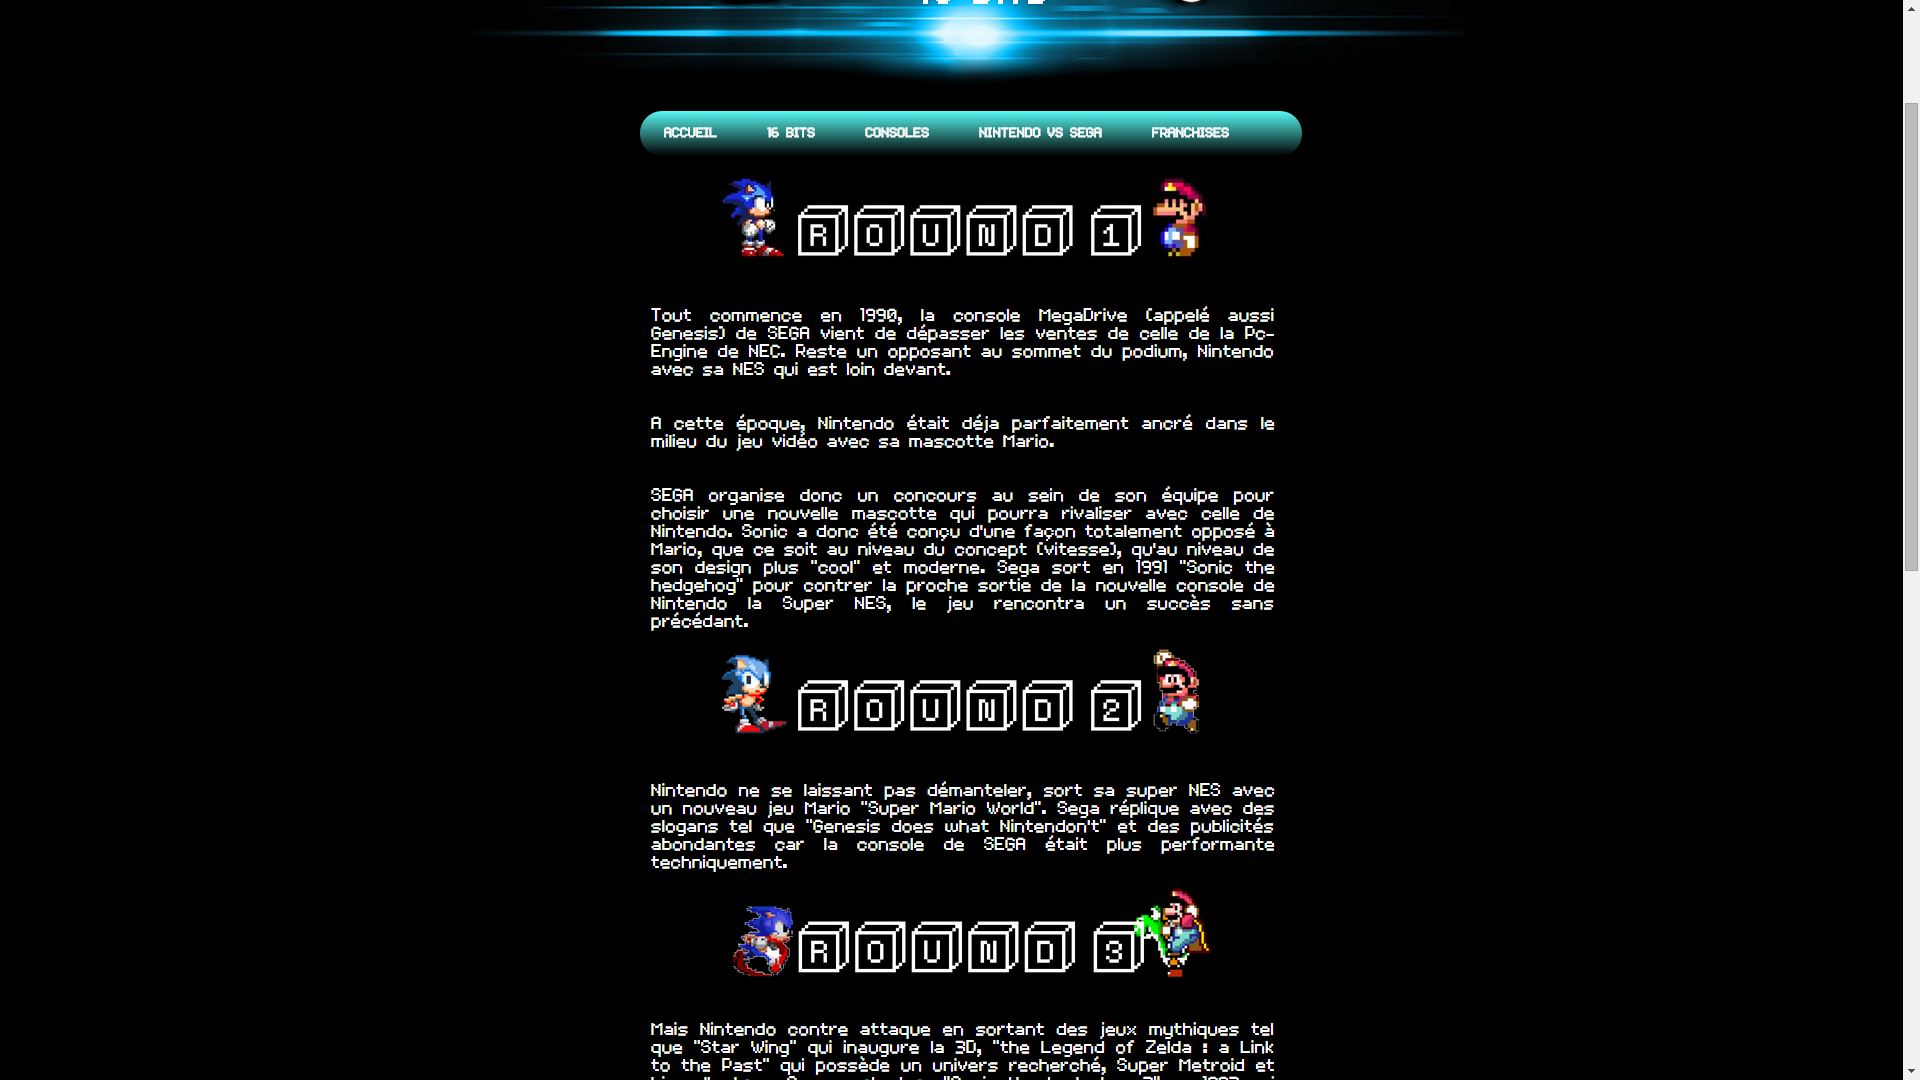 16 BITS
ACCUEIL 16 BITS CONSOLES NINTENDO VS SEGA FRANCHISES
ROUND 1
Tout commence en 1990, la console MegaDrive (appelé aussi
Genesis) de SEGA vient de dépasser les ventes de celle de la Pc-
Engine de NEC. Reste un opposant au sommet du podium, Nintendo
avec sa NES qui est loin devant.
A cette époque, Nintendo était déja parfaitement ancré dans le
milieu du jeu vidéo avec sa mascotte Mario.
SEGA organise donc un concours au sein de son équipe pour
choisir une nouvelle mascotte qui pourra rivaliser avec celle de
Nintendo. Sonic a donc été conçu d'une façon totalement opposé à
Mario, que ce soit au niveau du concept (vitesse), qu'au niveau de
son design plus "cool" et moderne. Sega sort en 1991 "Sonic the
hedgehog" pour contrer la proche sortie de la nouvelle console de
Nintendo la Super NES, le jeu rencontra un succès sans
précédant.
ROUND 2
Nintendo ne se laissant pas démanteler, sort sa super NES avec
un nouveau jeu Mario "Super Mario World". Sega réplique avec des
slogans tel que "Genesis does what Nintendon't" et des publicités
abondantes car la console de SEGA était plus performante
techniquement.
ROUND 3
Mais Nintendo contre attaque en sortant des jeux mythiques tel
que "Star Wing" qui inaugure la 3D, "the Legend of Zelda : a Link
to the Past" qui possède un univers recherché, Super Metroid et